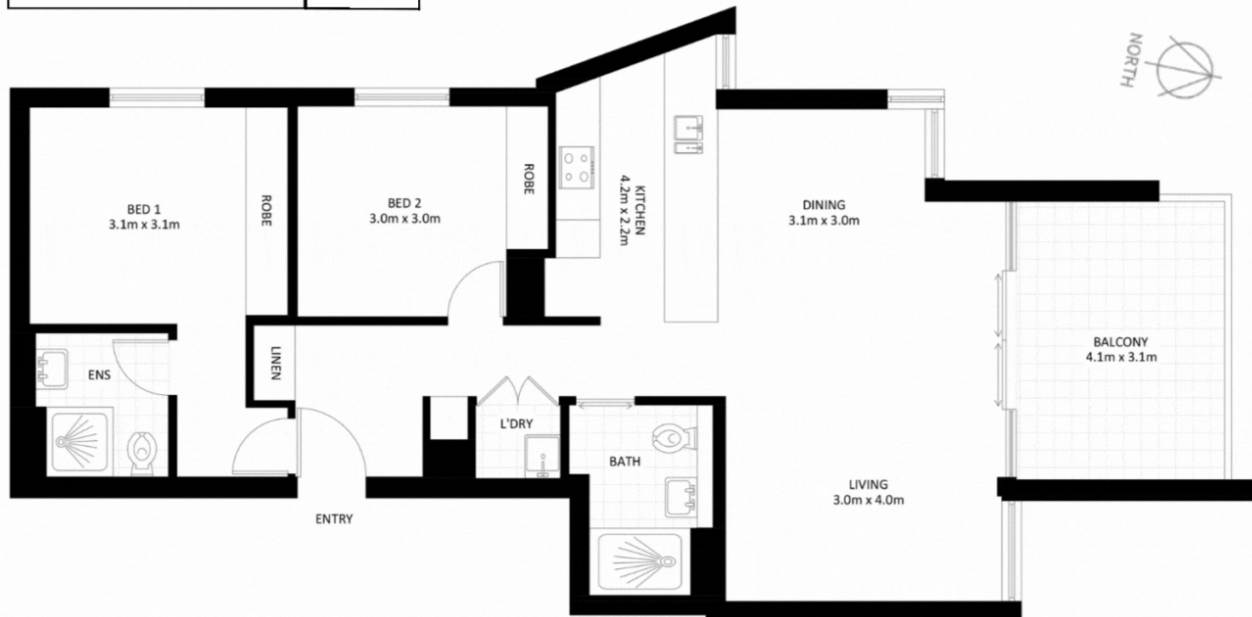 NORTH
BED 1
3.1m x 3.1m
ROBE
BED 2
3.0m x 3.0m
ROBE
KITCHEN
4.2m x 2.2m
DINING
3.1m x 3.0m
BALCONY
4.1m x 3.1m
ENS
LINEN
L'DRY
BATH
LIVING
3.0m x 4.0m
ENTRY